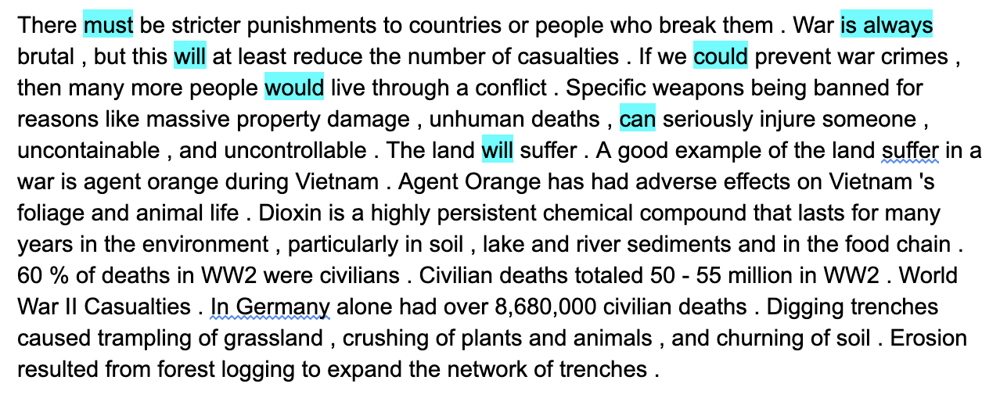 There must be stricter punishments to countries or people who break them . War is always
brutal , but this will at least reduce the number of casualties . If we could prevent war crimes ,
then many more people would live through a conflict . Specific weapons being banned for
reasons like massive property damage , unhuman deaths , can seriously injure someone ,
uncontainable , and uncontrollable . The land will suffer . A good example of the land suffer in a
war is agent orange during Vietnam . Agent Orange has had adverse effects on Vietnam 's
foliage and animal life . Dioxin is a highly persistent chemical compound that lasts for many
years in the environment , particularly in soil , lake and river sediments and in the food chain .
60 % of deaths in WW2 were civilians . Civilian deaths totaled 50 - 55 million in WW2 . World
War II Casualties . In Germany alone had over 8,680,000 civilian deaths . Digging trenches
caused trampling of grassland , crushing of plants and animals , and churning of soil . Erosion
resulted from forest logging to expand the network of trenches .